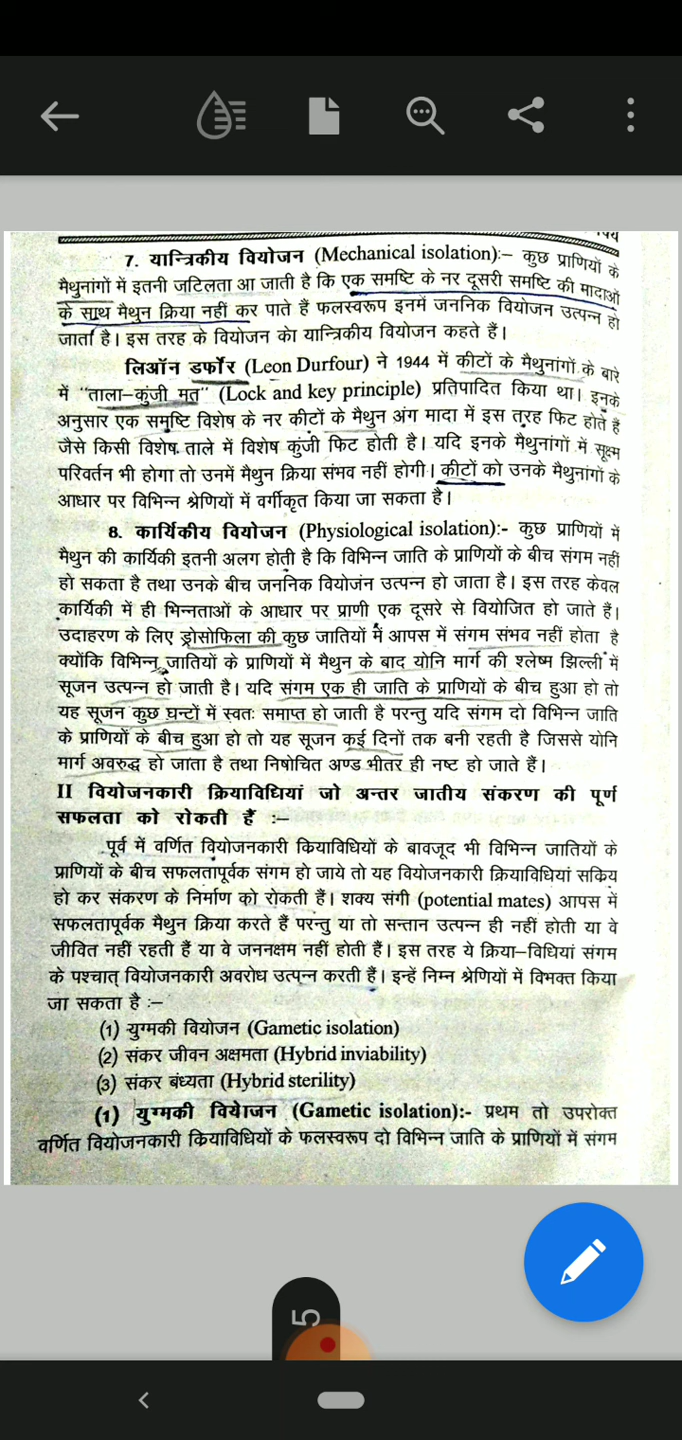 7. यान्त्रिकीय वियोजन (Mechanical isolation):– कुछ प्राणियों के
मैथुनांगों में इतनी जटिलता आ जाती है कि एक समष्टि के नर दूसरी समष्टि की मादाओं
के साथ मैथुन क्रिया नहीं कर पाते हैं फलस्वरूप इनमें जननिक वियोजन उत्पन्न हो
जाता है। इस तरह के वियोजन को यान्त्रिकीय वियोजन कहते हैं।
लिऑन डर्फोर (Leon Durfour) ने 1944 में कीटों के मैथुनांगों के बारे
में "ताला–कुंजी मत" (Lock and key principle) प्रतिपादित किया था। इनके
अनुसार एक समष्टि विशेष के नर कीटों के मैथुन अंग मादा में इस तरह फिट होते हैं
जैसे किसी विशेष ताले में विशेष कुंजी फिट होती है। यदि इनके मैथुनांगों में सूक्ष्म
परिवर्तन भी होगा तो उनमें मैथुन क्रिया संभव नहीं होगी। कीटों को उनके मैथुनांगों के
आधार पर विभिन्न श्रेणियों में वर्गीकृत किया जा सकता है।
8. कार्यिकीय वियोजन (Physiological isolation):- कुछ प्राणियों में
मैथुन की कार्यिकी इतनी अलग होती है कि विभिन्न जाति के प्राणियों के बीच संगम नहीं
हो सकता है तथा उनके बीच जननिक वियोजन उत्पन्न हो जाता है। इस तरह केवल
कार्यिकी में ही भिन्नताओं के आधार पर प्राणी एक दूसरे से वियोजित हो जाते हैं।
उदाहरण के लिए ड्रोसोफिला की कुछ जातियों में आपस में संगम संभव नहीं होता है
क्योंकि विभिन्न जातियों के प्राणियों में मैथुन के बाद योनि मार्ग की श्लेष्म झिल्ली में
सूजन उत्पन्न हो जाती है। यदि संगम एक ही जाति के प्राणियों के बीच हुआ हो तो
यह सूजन कुछ घन्टों में स्वतः समाप्त हो जाती है परन्तु यदि संगम दो विभिन्न जाति
के प्राणियों के बीच हुआ हो तो यह सूजन कई दिनों तक बनी रहती है जिससे योनि
मार्ग अवरुद्ध हो जाता है तथा निषेचित अण्ड भीतर ही नष्ट हो जाते हैं।
II वियोजनकारी क्रियाविधियां जो अन्तर जातीय संकरण की पूर्ण
सफलता को रोकती हैं :–
पूर्व में वर्णित वियोजनकारी कियाविधियों के बावजूद भी विभिन्न जातियों के
प्राणियों के बीच सफलतापूर्वक संगम हो जाये तो यह वियोजनकारी क्रियाविधियां सकिय
हो कर संकरण के निर्माण को रोकती हैं। शक्य संगी (potential mates) आपस में
सफलतापूर्वक मैथुन क्रिया करते हैं परन्तु या तो सन्तान उत्पन्न ही नहीं होती या वे
जीवित नहीं रहती हैं या वे जननक्षम नहीं होती हैं। इस तरह ये क्रिया–विधियां संगम
के पश्चात् वियोजनकारी अवरोध उत्पन्न करती हैं। इन्हें निम्न श्रेणियों में विभक्त किया
जा सकता है :–
(1) युग्मकी वियोजन (Gametic isolation)
(2) संकर जीवन अक्षमता (Hybrid inviability)
(3) संकर बंध्यता (Hybrid sterility)
(1) युग्मकी वियोजन (Gametic isolation):- प्रथम तो उपरोक्त
वर्णित वियोजनकारी कियाविधियों के फलस्वरूप दो विभिन्न जाति के प्राणियों में संगम
5